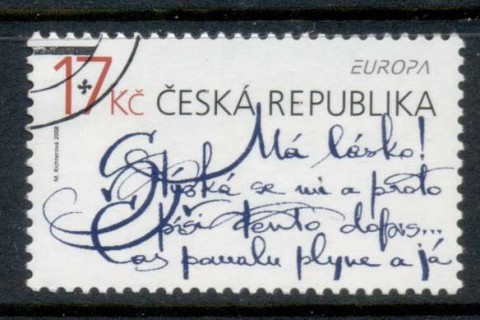 EUROPA
17 Kč ČESKÁ REPUBLIKA
M. Richterová 2008
Má lásko!
Stýská se mi a proto
píši tento dopis...
Čas pomalu plyne a já